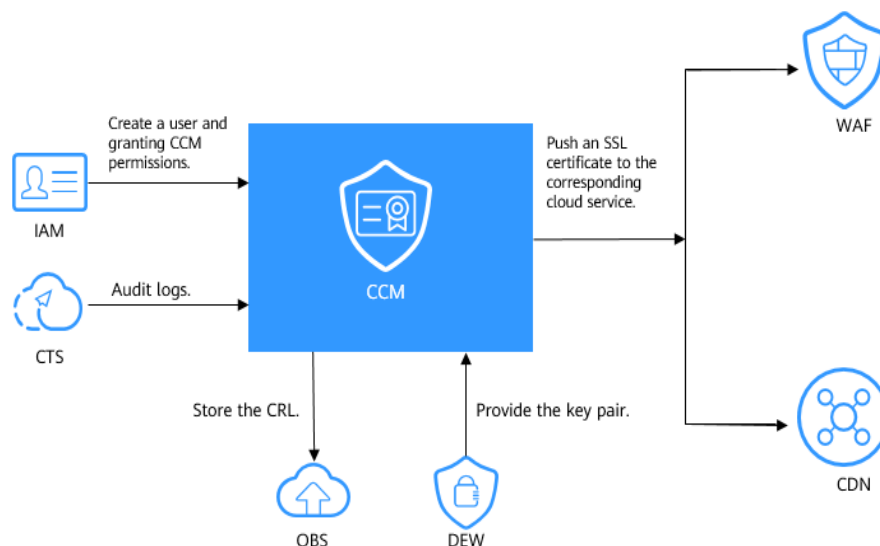 Create a user and
granting CCM
permissions.
IAM
Audit logs.
CTS
CCM
Push an SSL
certificate to the
corresponding
cloud service.
WAF
CDN
Store the CRL.
OBS
Provide the key pair.
DEW